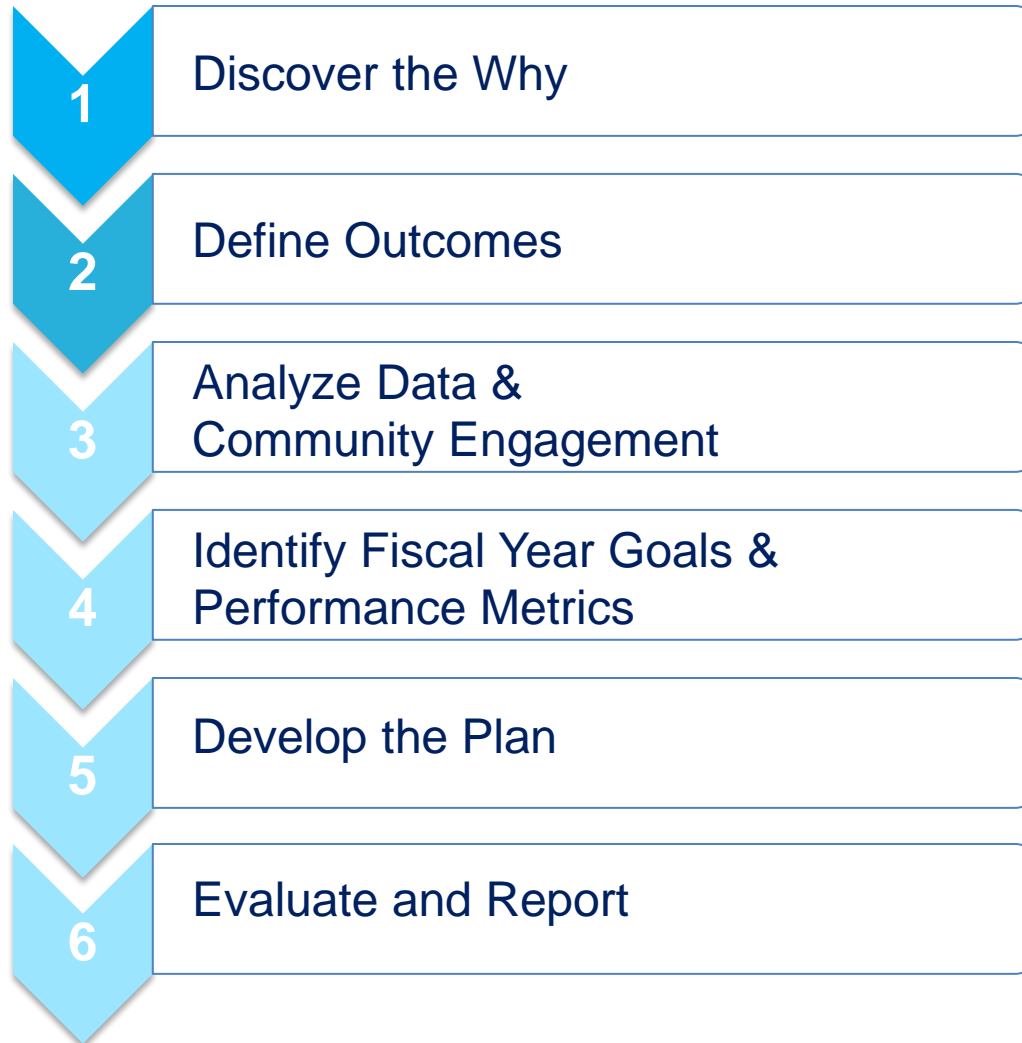 1
Discover the Why
2
Define Outcomes
3
Analyze Data &
Community Engagement
4
Identify Fiscal Year Goals &
Performance Metrics
5
Develop the Plan
6
Evaluate and Report